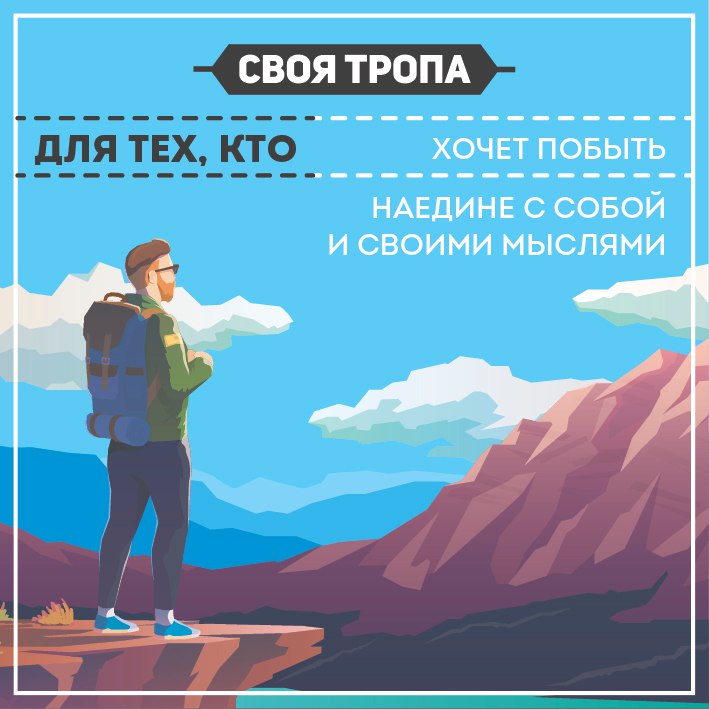 СВОЯ ТРОПА
ДЛЯ ТЕХ, КТО ХОЧЕТ ПОБЫТЬ
НАЕДИНЕ С СОБОЙ
И СВОИМИ МЫСЛЯМИ